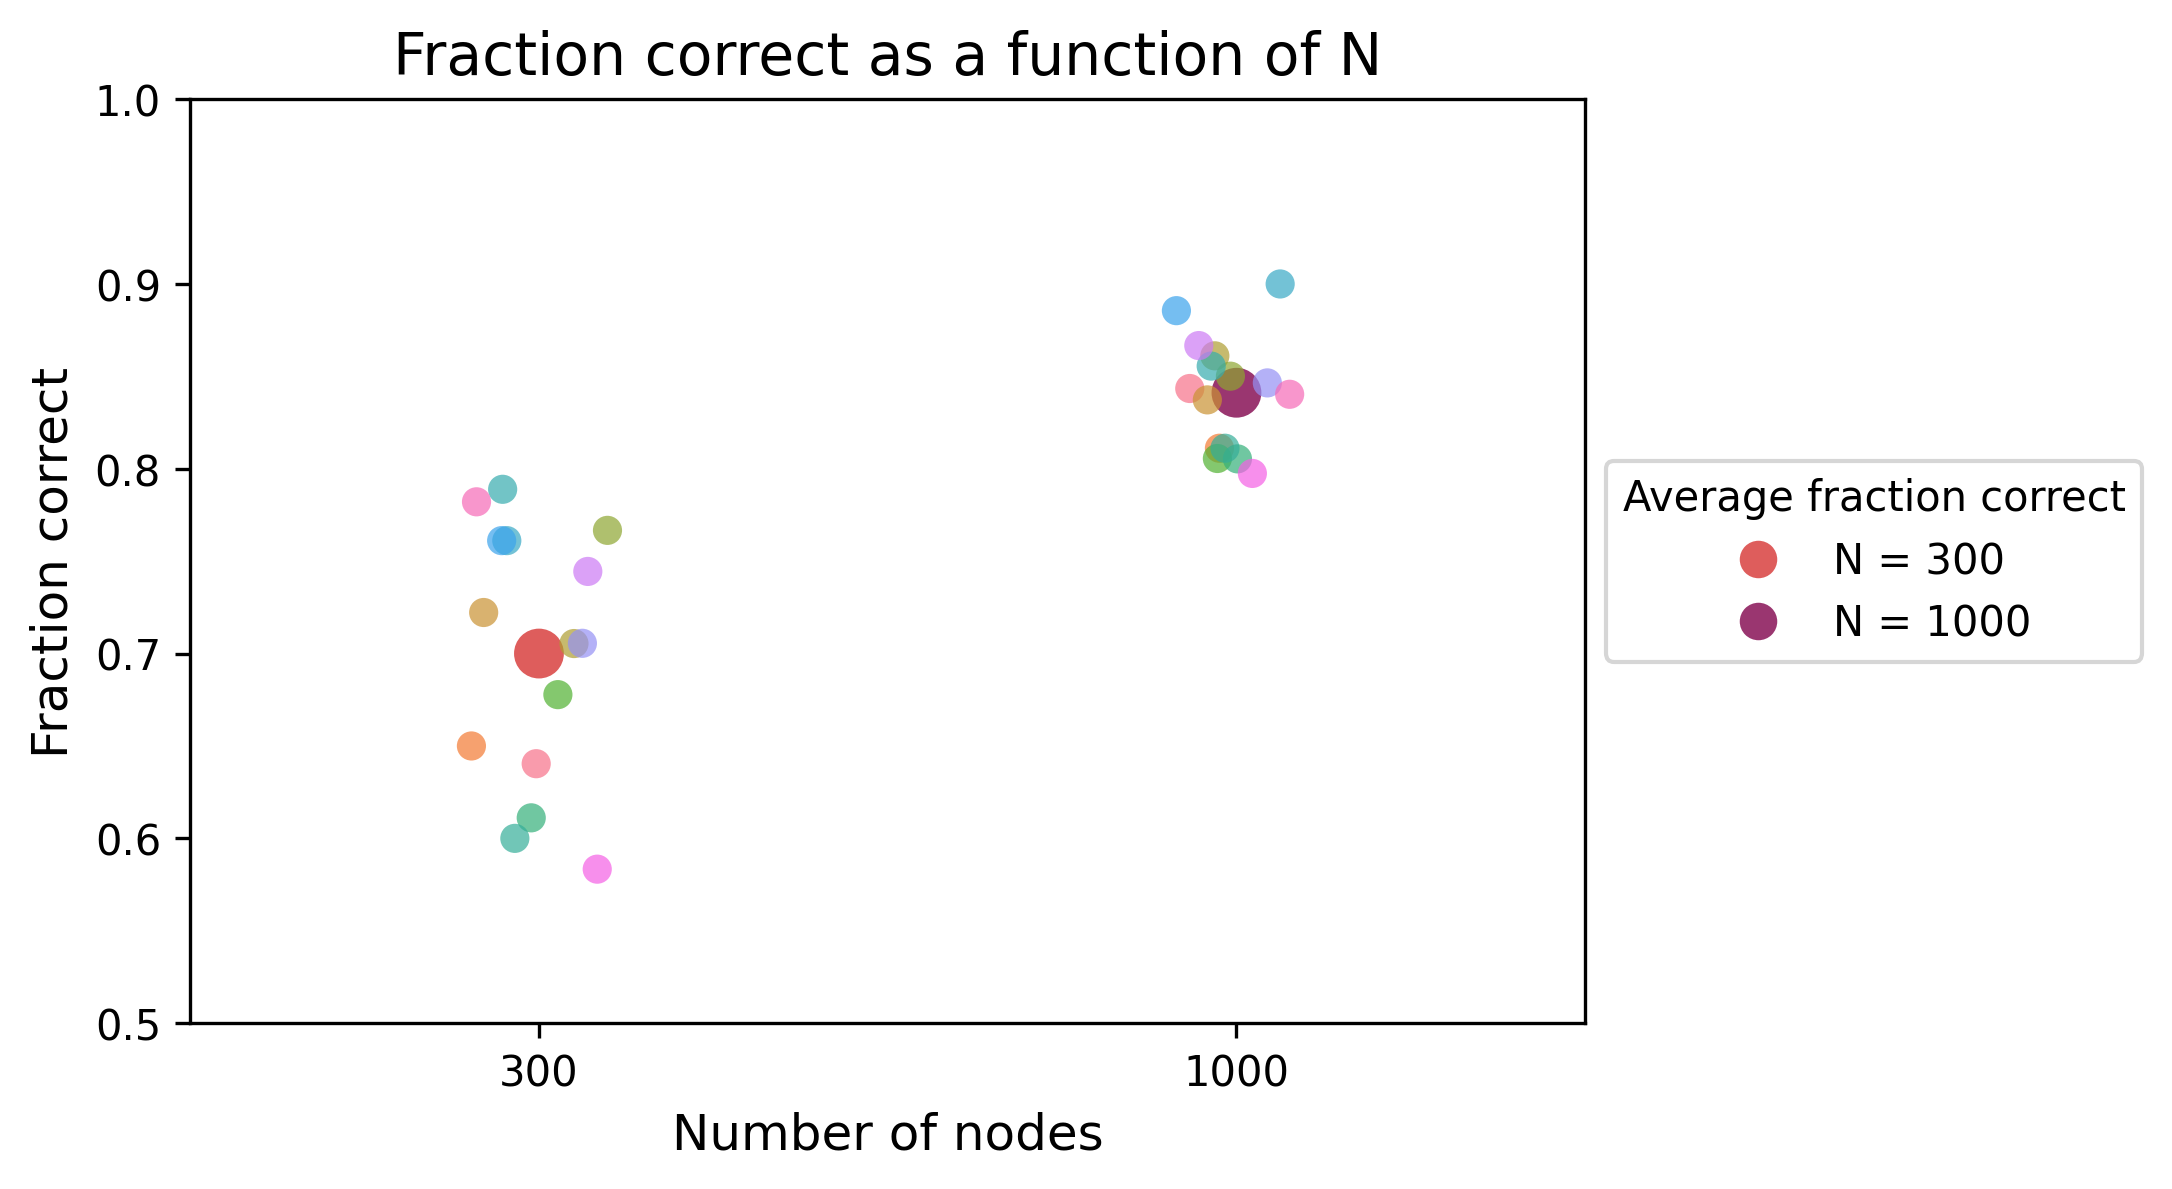 Fraction correct as a function of N
1.0
0.9
0.8
0.7
0.6
0.5
Fraction correct
300
1000
Number of nodes
Average fraction correct
N = 300
N = 1000